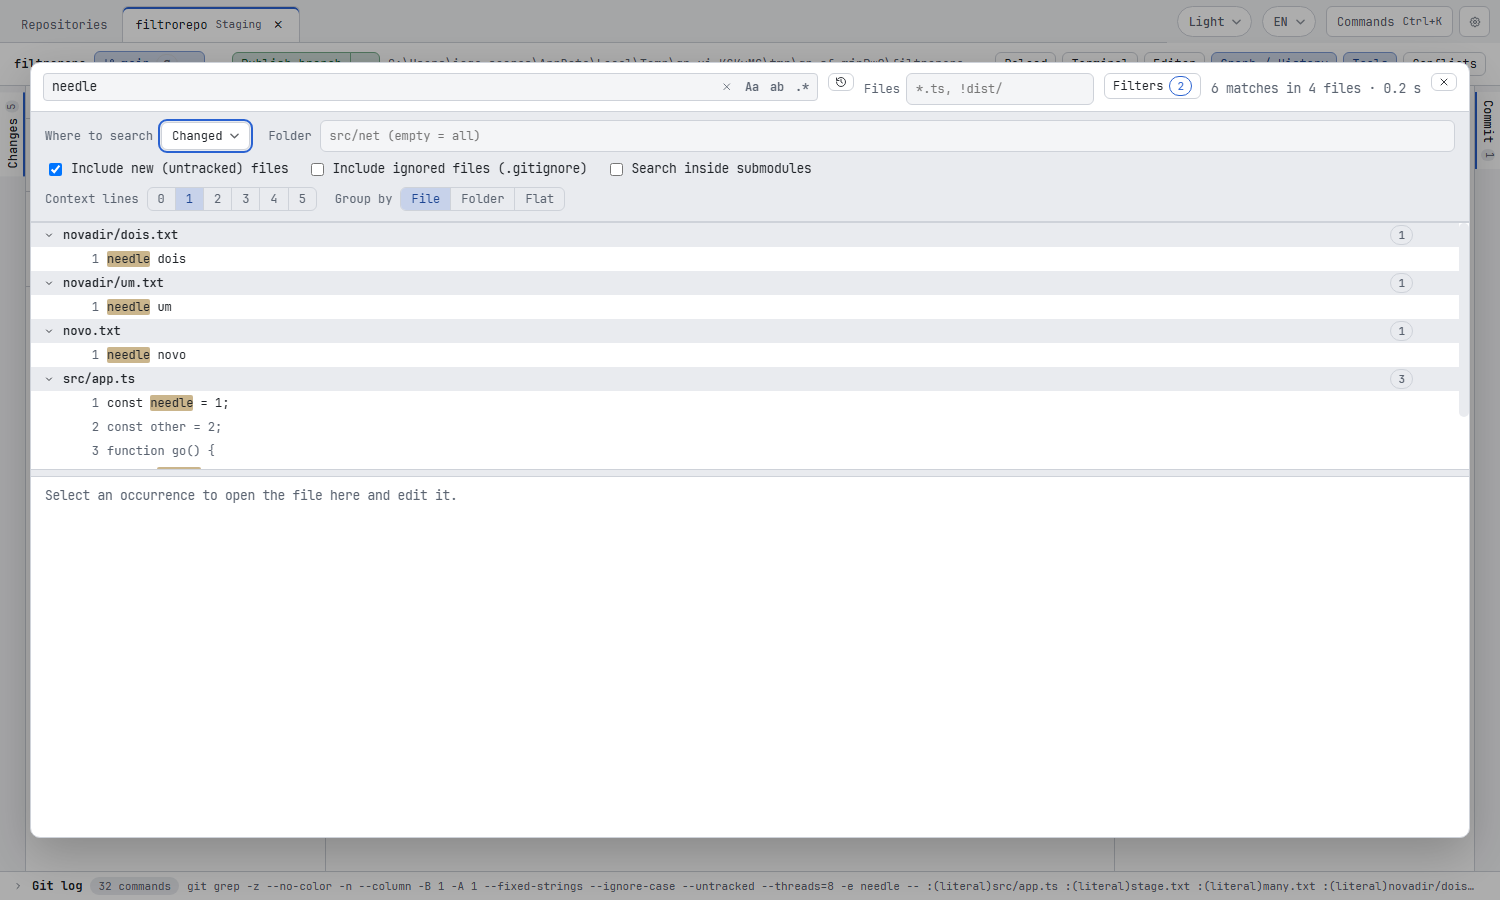 Repositories
filtrorepo Staging ×
Light
EN
Commands Ctrl+K
needle
× Aa ab .*
Files
*.ts, !dist/
Filters 2
6 matches in 4 files · 0.2 s
Where to search
Changed
Folder
src/net (empty = all)
Include new (untracked) files
Include ignored files (.gitignore)
Search inside submodules
Context lines
0 1 2 3 4 5
Group by
File Folder Flat
novadir/dois.txt 1
1 needle dois
novadir/um.txt 1
1 needle um
novo.txt 1
1 needle novo
src/app.ts 3
1 const needle = 1;
2 const other = 2;
3 function go() {
Select an occurrence to open the file here and edit it.
Changes 5
Commit 1
Git log 32 commands git grep -z --no-color -n --column -B 1 -A 1 --fixed-strings --ignore-case --untracked --threads=8 -e needle -- :(literal)src/app.ts :(literal)stage.txt :(literal)many.txt :(literal)novadir/dois…